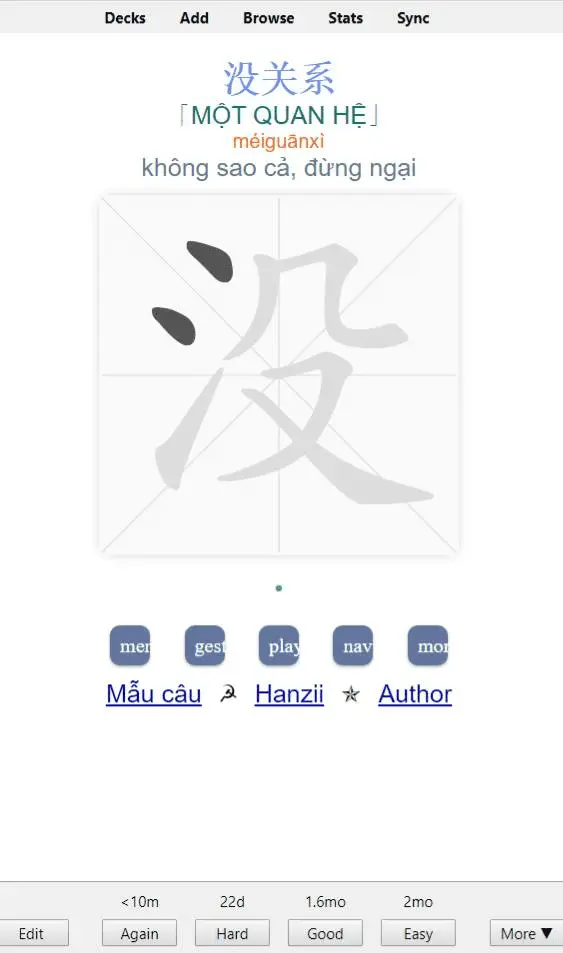 Decks Add Browse Stats Sync
没关系
「MỘT QUAN HỆ」
méiguānxì
không sao cả, đừng ngại
没
mer gest play nav mor
Mẫu câu ☭ Hanzii ✯ Author
<10m 22d 1.6mo 2mo
Edit Again Hard Good Easy More ▼